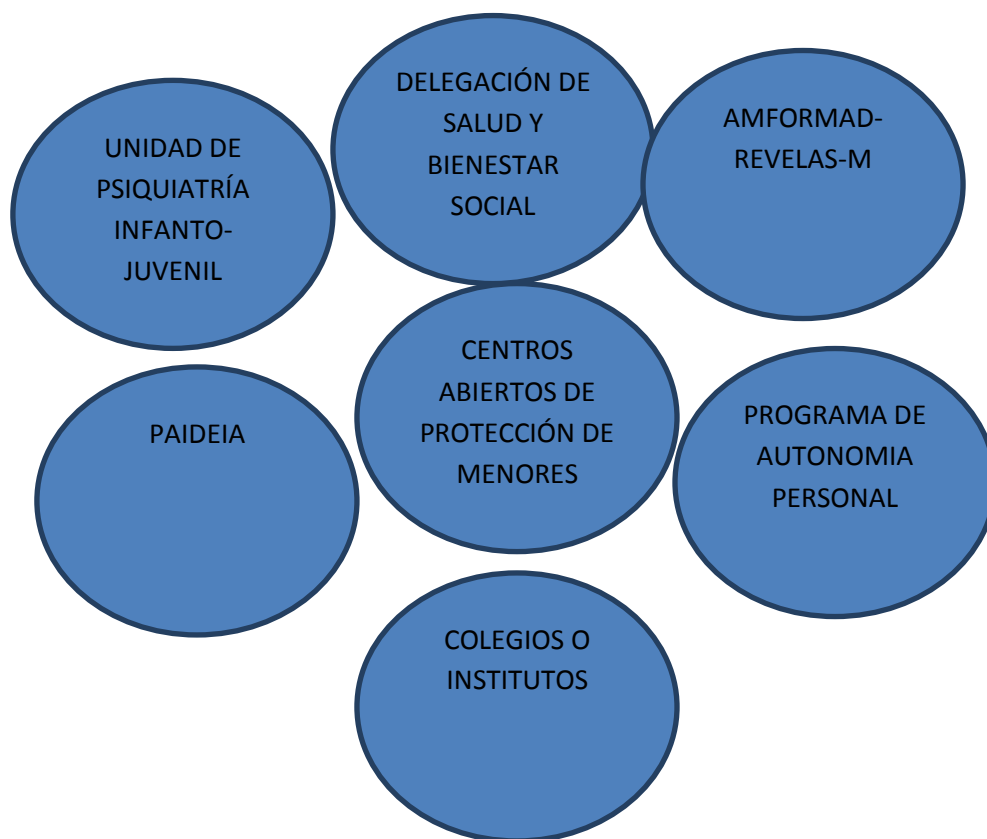 UNIDAD DE
PSIQUIATRÍA
INFANTO-
JUVENIL
DELEGACIÓN DE
SALUD Y
BIENESTAR
SOCIAL
AMFORMAD-
REVELAS-M
PAIDEIA
CENTROS
ABIERTOS DE
PROTECCIÓN DE
MENORES
PROGRAMA DE
AUTONOMIA
PERSONAL
COLEGIOS O
INSTITUTOS